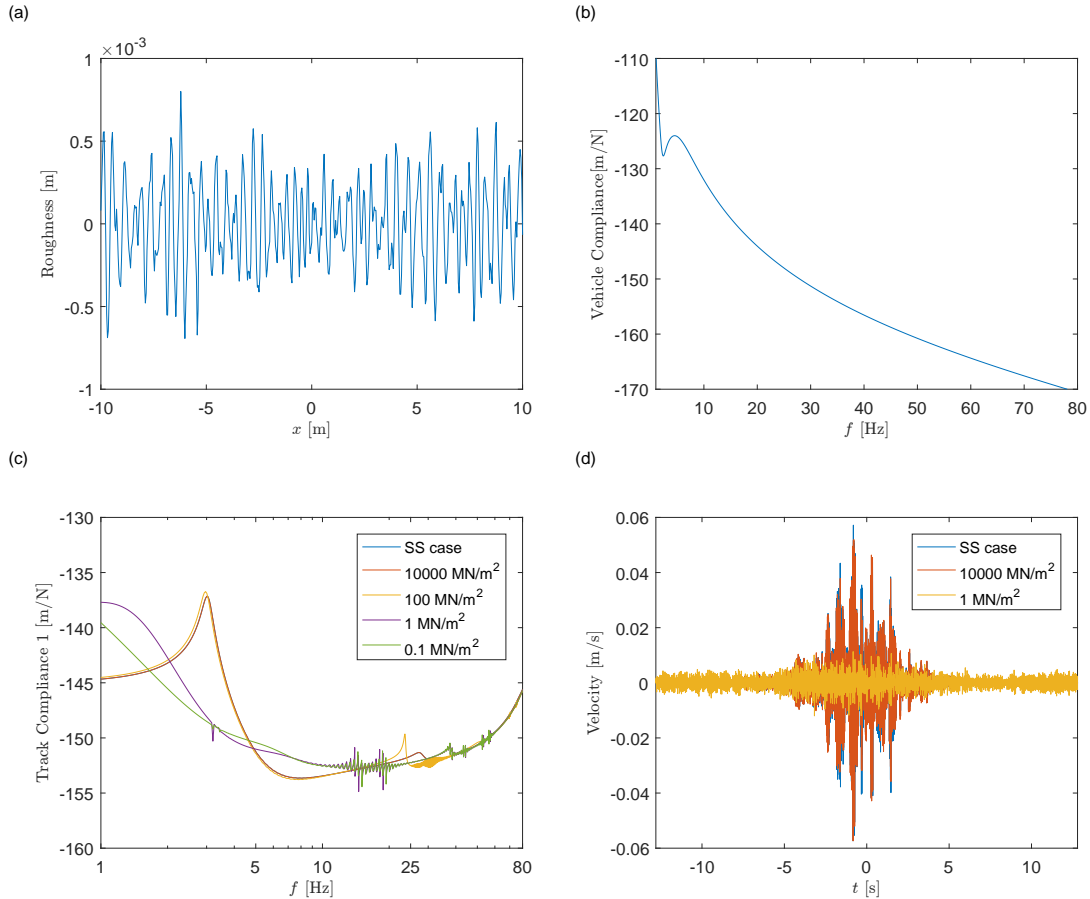 (a)
×10⁻³
1
0.5
0
-0.5
-1
Roughness [m]
-10 -5 0 5 10
x [m]
(b)
-110
-120
-130
-140
-150
-160
-170
Vehicle Compliance[m/N]
10 20 30 40 50 60 70 80
f [Hz]
(c)
-130
-135
-140
-145
-150
-155
-160
Track Compliance 1 [m/N]
SS case
10000 MN/m²
100 MN/m²
1 MN/m²
0.1 MN/m²
1 5 10 25 80
f [Hz]
(d)
0.06
0.04
0.02
0
-0.02
-0.04
-0.06
Velocity [m/s]
SS case
10000 MN/m²
1 MN/m²
-10 -5 0 5 10
t [s]